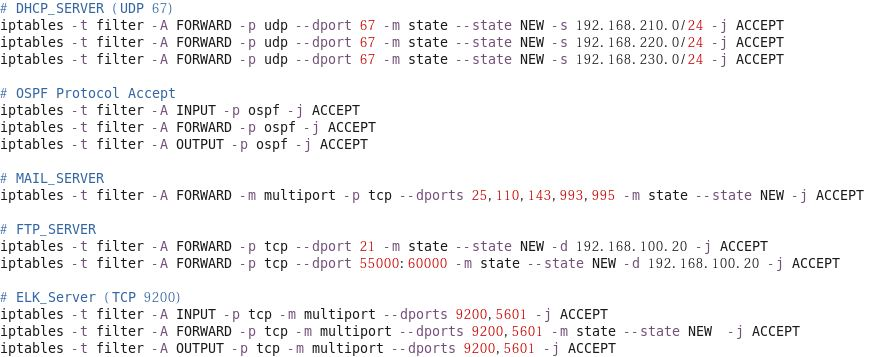 # DHCP_SERVER (UDP 67)
iptables -t filter -A FORWARD -p udp --dport 67 -m state --state NEW -s 192.168.210.0/24 -j ACCEPT
iptables -t filter -A FORWARD -p udp --dport 67 -m state --state NEW -s 192.168.220.0/24 -j ACCEPT
iptables -t filter -A FORWARD -p udp --dport 67 -m state --state NEW -s 192.168.230.0/24 -j ACCEPT

# OSPF Protocol Accept
iptables -t filter -A INPUT -p ospf -j ACCEPT
iptables -t filter -A FORWARD -p ospf -j ACCEPT
iptables -t filter -A OUTPUT -p ospf -j ACCEPT

# MAIL_SERVER
iptables -t filter -A FORWARD -m multiport -p tcp --dports 25,110,143,993,995 -m state --state NEW -j ACCEPT

# FTP_SERVER
iptables -t filter -A FORWARD -p tcp --dport 21 -m state --state NEW -d 192.168.100.20 -j ACCEPT
iptables -t filter -A FORWARD -p tcp --dport 55000:60000 -m state --state NEW -d 192.168.100.20 -j ACCEPT

# ELK_Server (TCP 9200)
iptables -t filter -A INPUT -p tcp -m multiport --dports 9200,5601 -j ACCEPT
iptables -t filter -A FORWARD -p tcp -m multiport --dports 9200,5601 -m state --state NEW  -j ACCEPT
iptables -t filter -A OUTPUT -p tcp -m multiport --dports 9200,5601 -j ACCEPT